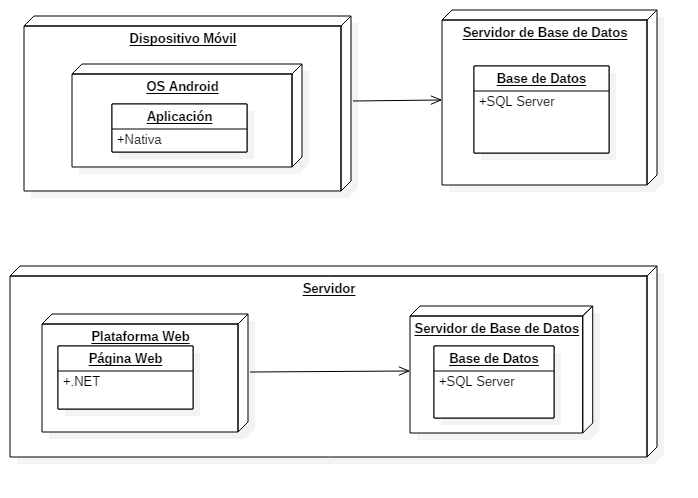 Dispositivo Móvil
OS Android
Aplicación
+Nativa
Servidor de Base de Datos
Base de Datos
+SQL Server
Servidor
Plataforma Web
Página Web
+.NET
Servidor de Base de Datos
Base de Datos
+SQL Server